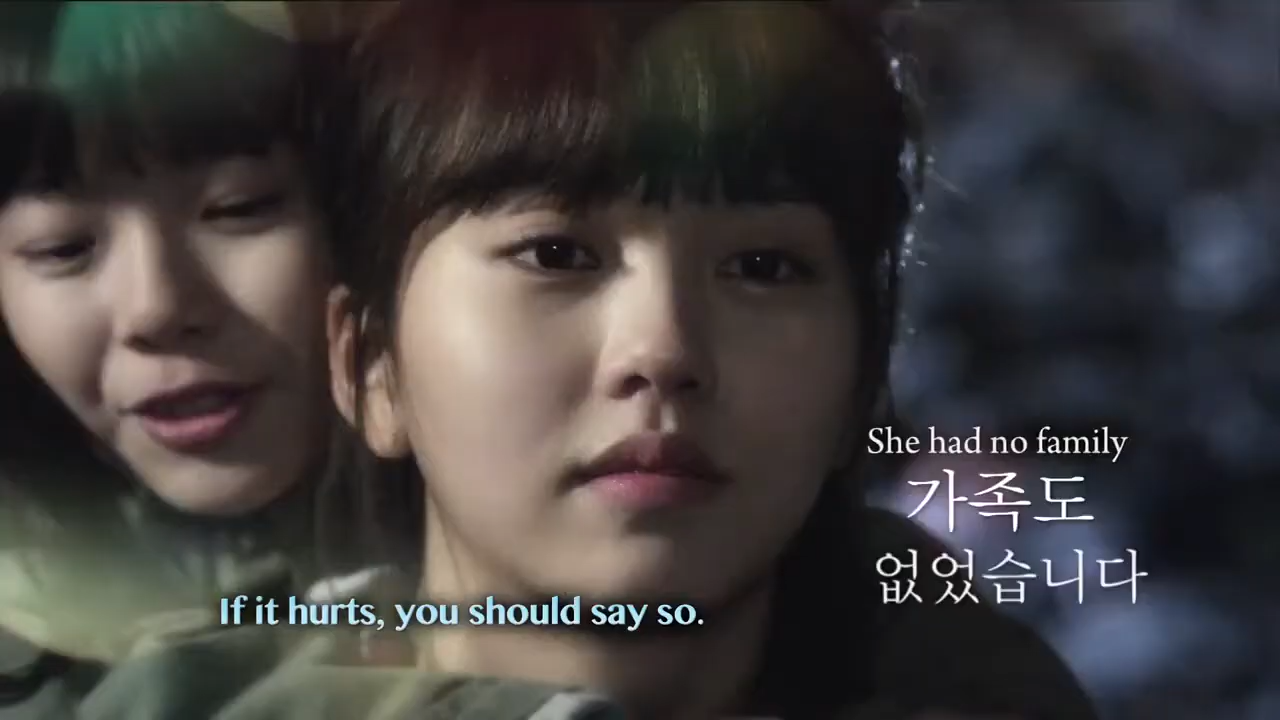 She had no family
가족도
없었습니다
If it hurts, you should say so.